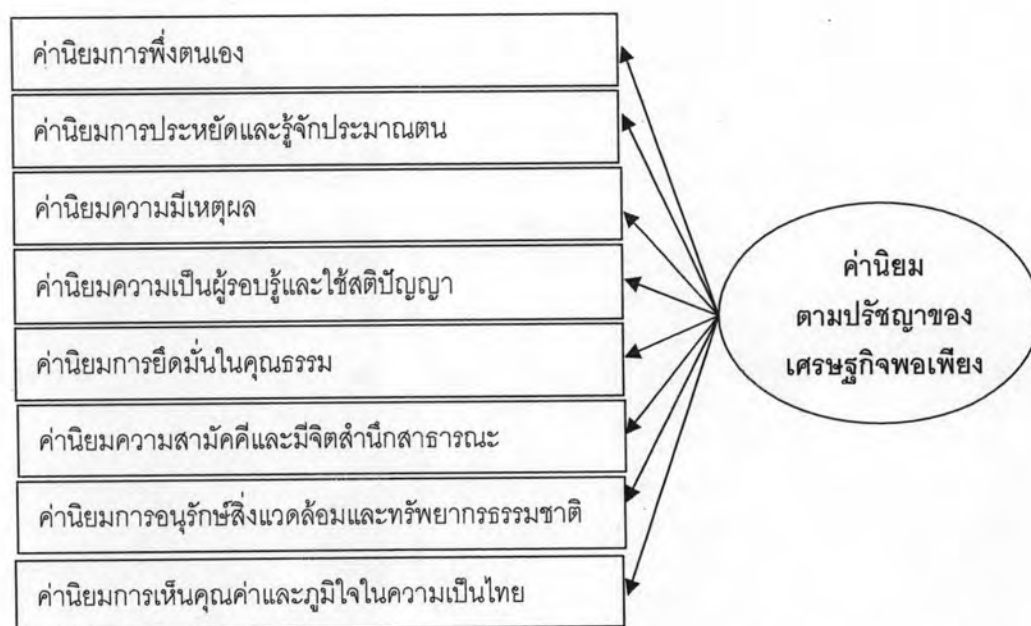 ค่านิยมการพึ่งตนเอง
ค่านิยมการประหยัดและรู้จักประมาณตน
ค่านิยมความมีเหตุผล
ค่านิยมความเป็นผู้รอบรู้และใช้สติปัญญา
ค่านิยมการยึดมั่นในคุณธรรม
ค่านิยมความสามัคคีและมีจิตสำนึกสาธารณะ
ค่านิยมการอนุรักษ์สิ่งแวดล้อมและทรัพยากรธรรมชาติ
ค่านิยมการเห็นคุณค่าและภูมิใจในความเป็นไทย
ค่านิยม
ตามปรัชญาของ
เศรษฐกิจพอเพียง